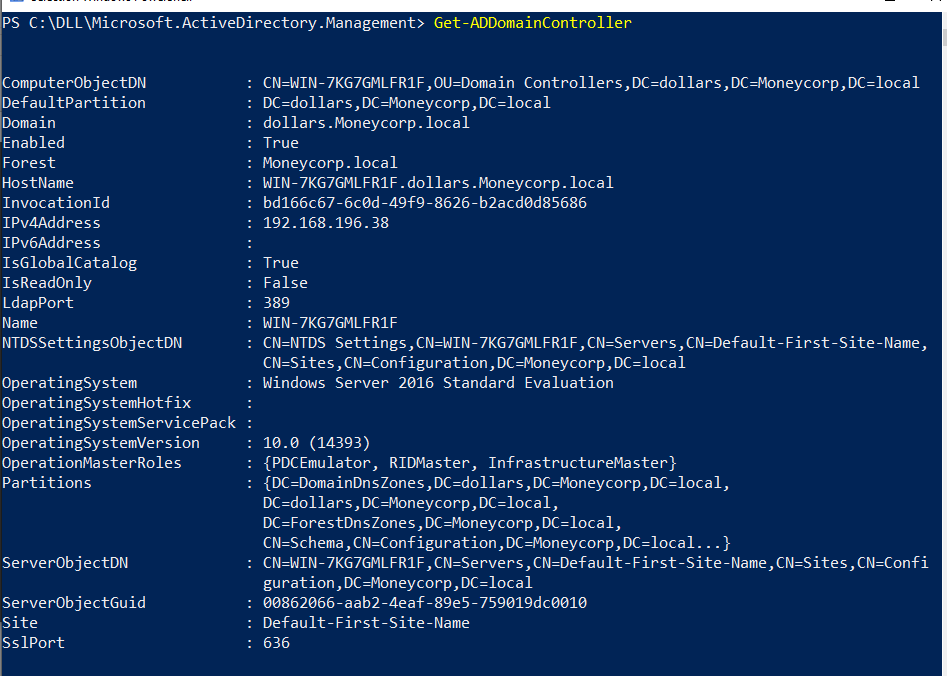 PS C:\DLL\Microsoft.ActiveDirectory.Management> Get-ADDomainController
ComputerObjectDN : CN=WIN-7KG7GMLFR1F,OU=Domain Controllers,DC=dollars,DC=Moneycorp,DC=local
DefaultPartition : DC=dollars,DC=Moneycorp,DC=local
Domain : dollars.Moneycorp.local
Enabled : True
Forest : Moneycorp.local
HostName : WIN-7KG7GMLFR1F.dollars.Moneycorp.local
InvocationId : bd166c67-6c0d-49f9-8626-b2acd0d85686
IPv4Address : 192.168.196.38
IPv6Address :
IsGlobalCatalog : True
IsReadOnly : False
LdapPort : 389
Name : WIN-7KG7GMLFR1F
NTDSSettingsObjectDN : CN=NTDS Settings,CN=WIN-7KG7GMLFR1F,CN=Servers,CN=Default-First-Site-Name,
CN=Sites,CN=Configuration,DC=Moneycorp,DC=local
OperatingSystem : Windows Server 2016 Standard Evaluation
OperatingSystemHotfix :
OperatingSystemServicePack :
OperatingSystemVersion : 10.0 (14393)
OperationMasterRoles : {PDCEmulator, RIDMaster, InfrastructureMaster}
Partitions : {DC=DomainDnsZones,DC=dollars,DC=Moneycorp,DC=local,
DC=dollars,DC=Moneycorp,DC=local,
DC=ForestDnsZones,DC=Moneycorp,DC=local,
CN=Schema,CN=Configuration,DC=Moneycorp,DC=local...}
ServerObjectDN : CN=WIN-7KG7GMLFR1F,CN=Servers,CN=Default-First-Site-Name,CN=Sites,CN=Confi
guration,DC=Moneycorp,DC=local
ServerObjectGuid : 00862066-aab2-4eaf-89e5-759019dc0010
Site : Default-First-Site-Name
SslPort : 636